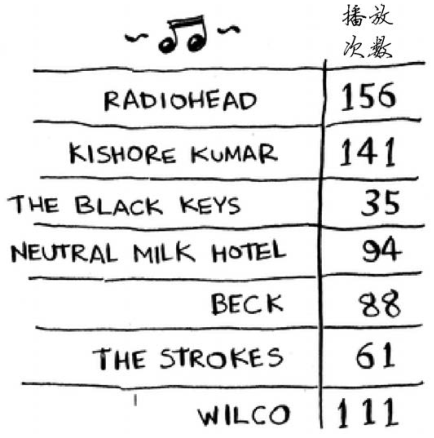 播放
次数
RADIOHEAD 156
KISHORE KUMAR 141
THE BLACK KEYS 35
NEUTRAL MILK HOTEL 94
BECK 88
THE STROKES 61
WILCO 111